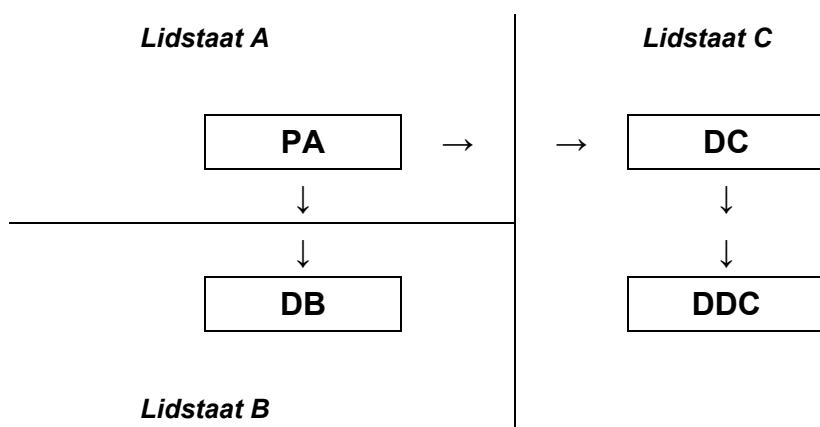 Lidstaat A Lidstaat C
PA → → DC
↓ ↓
↓ ↓
DB DDC
Lidstaat B